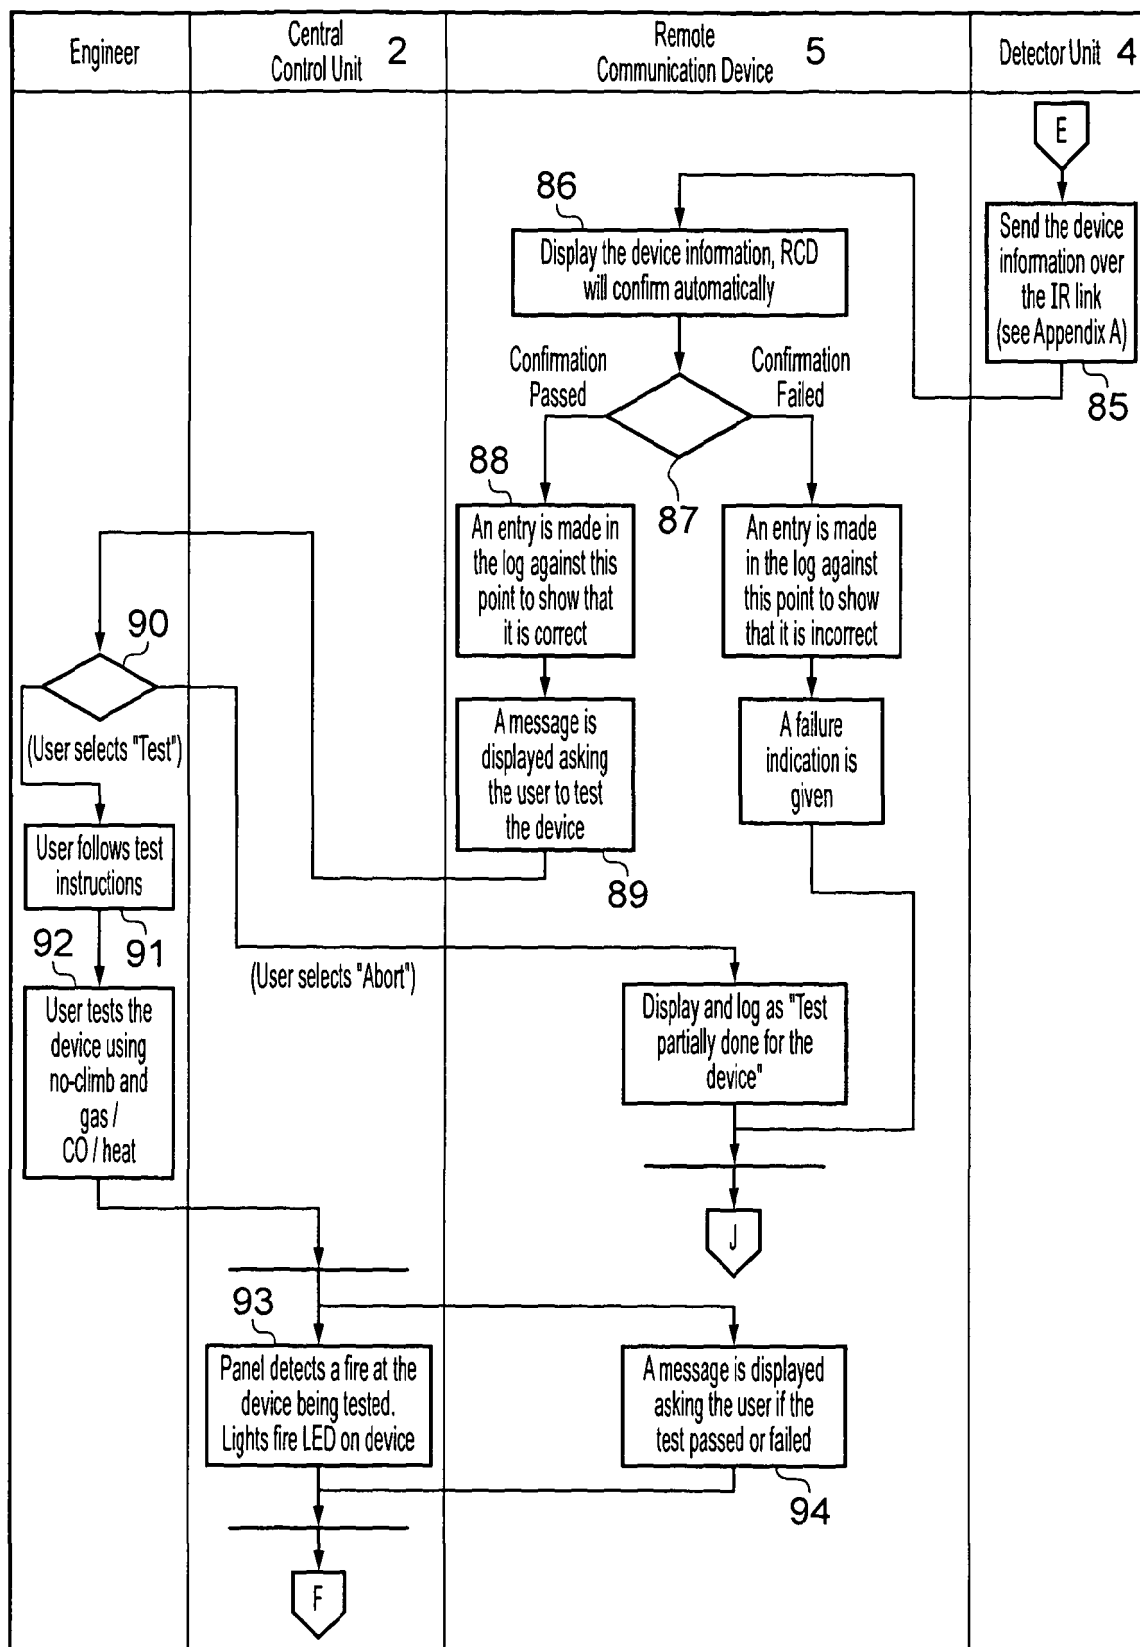 Engineer
Central
Control Unit 2
Remote
Communication Device 5
Detector Unit 4
E
86
Display the device information, RCD
will confirm automatically
Send the device
information over
the IR link
(see Appendix A)
85
Confirmation
Passed
Confirmation
Failed
87
88
An entry is made in
the log against this
point to show that
it is correct
An entry is made
in the log against
this point to show
that it is incorrect
90
(User selects "Test")
A message is
displayed asking
the user to test
the device
89
A failure
indication is
given
User follows test
instructions
91
92
(User selects "Abort")
User tests the
device using
no-climb and
gas /
CO / heat
Display and log as "Test
partially done for the
device"
J
93
Panel detects a fire at the
device being tested.
Lights fire LED on device
A message is displayed
asking the user if the
test passed or failed
94
F